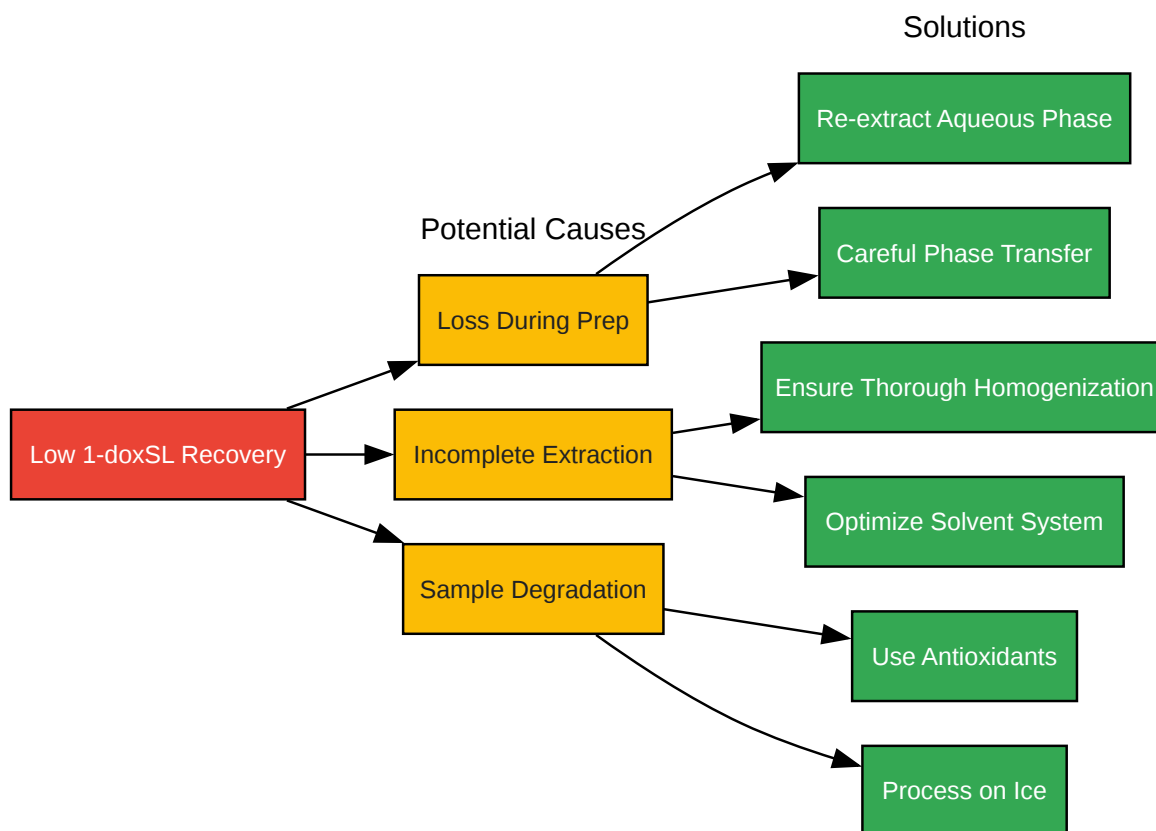 Solutions
Re-extract Aqueous Phase
Potential Causes
Careful Phase Transfer
Loss During Prep
Ensure Thorough Homogenization
Low 1-doxSL Recovery
Incomplete Extraction
Optimize Solvent System
Sample Degradation
Use Antioxidants
Process on Ice